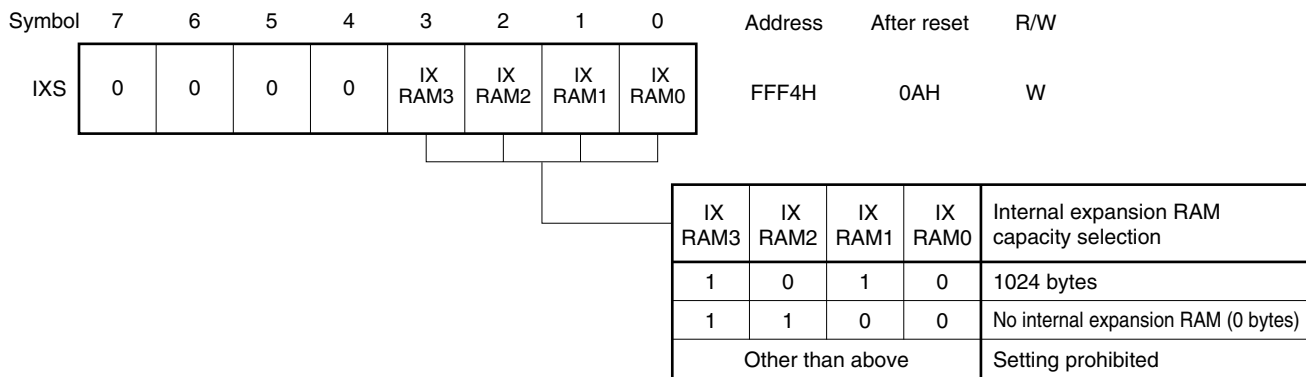 Symbol 7 6 5 4 3 2 1 0 Address After reset R/W
IXS 0 0 0 0 IX RAM3 IX RAM2 IX RAM1 IX RAM0 FFF4H 0AH W
IX RAM3 IX RAM2 IX RAM1 IX RAM0 Internal expansion RAM capacity selection
1 0 1 0 1024 bytes
1 1 0 0 No internal expansion RAM (0 bytes)
Other than above Setting prohibited